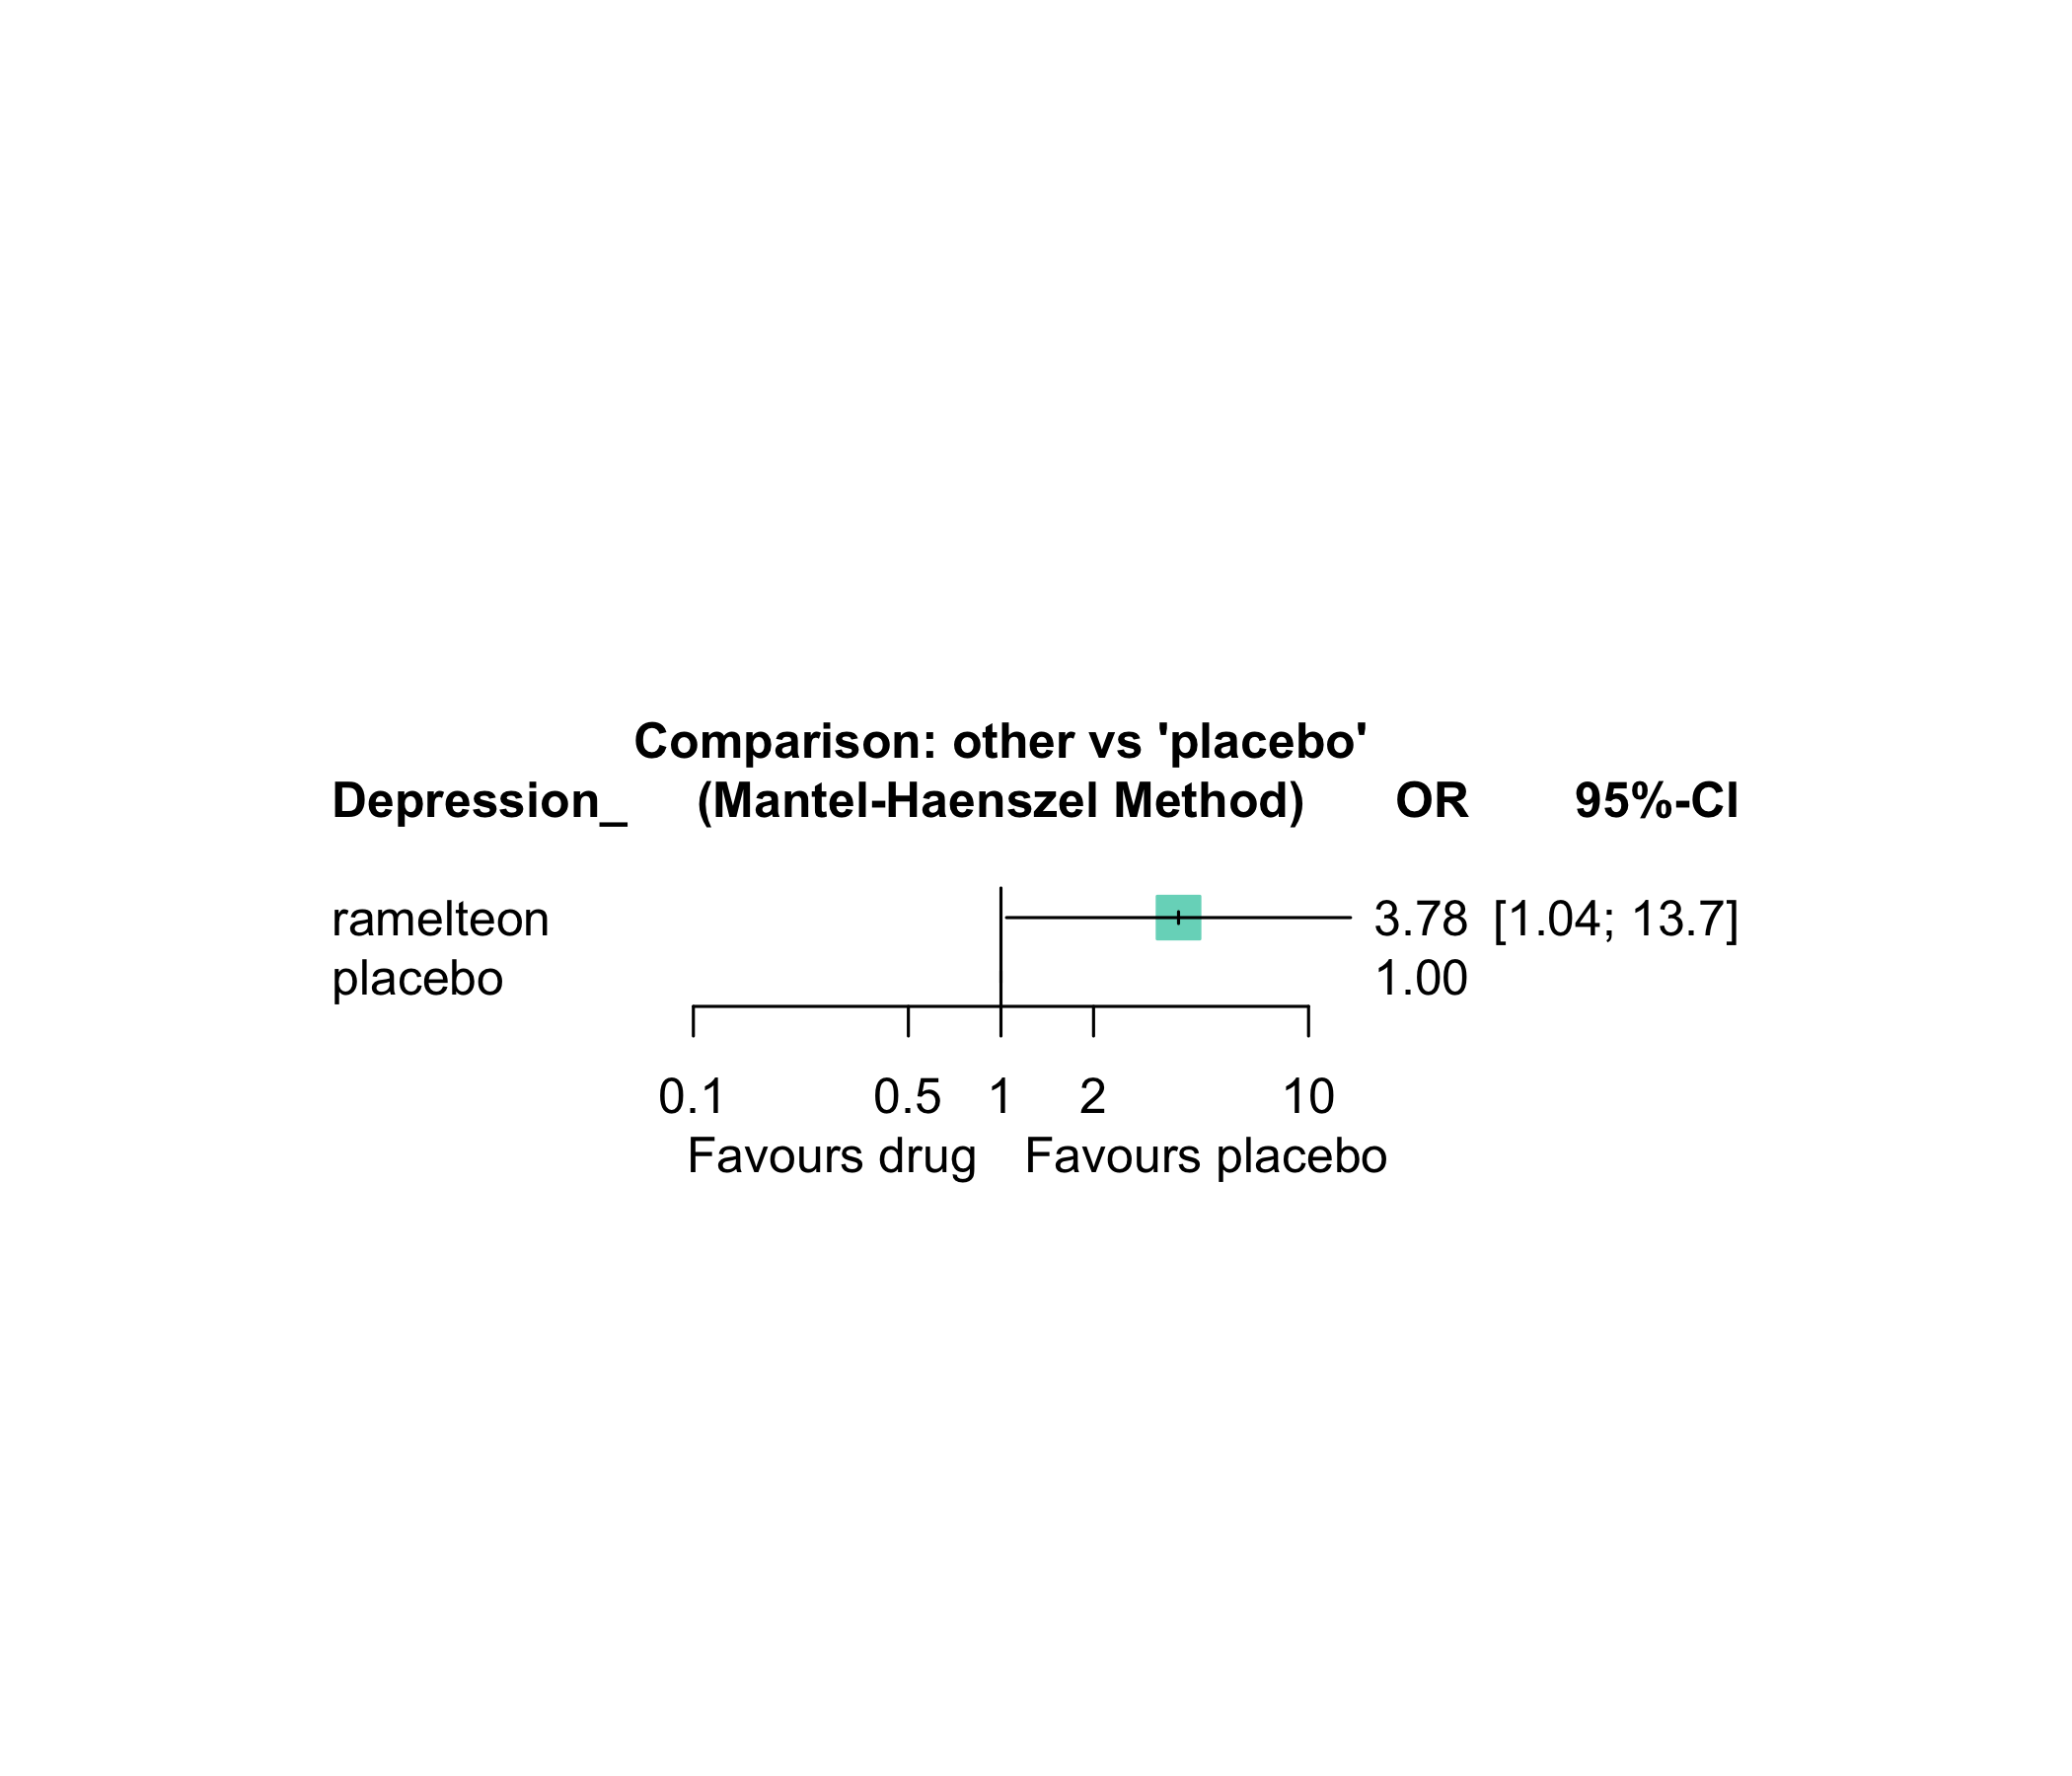 Comparison: other vs 'placebo'
Depression_ (Mantel-Haenszel Method) OR 95%-CI
ramelteon 3.78 [1.04; 13.7]
placebo 1.00
0.1 0.5 1 2 10
Favours drug Favours placebo